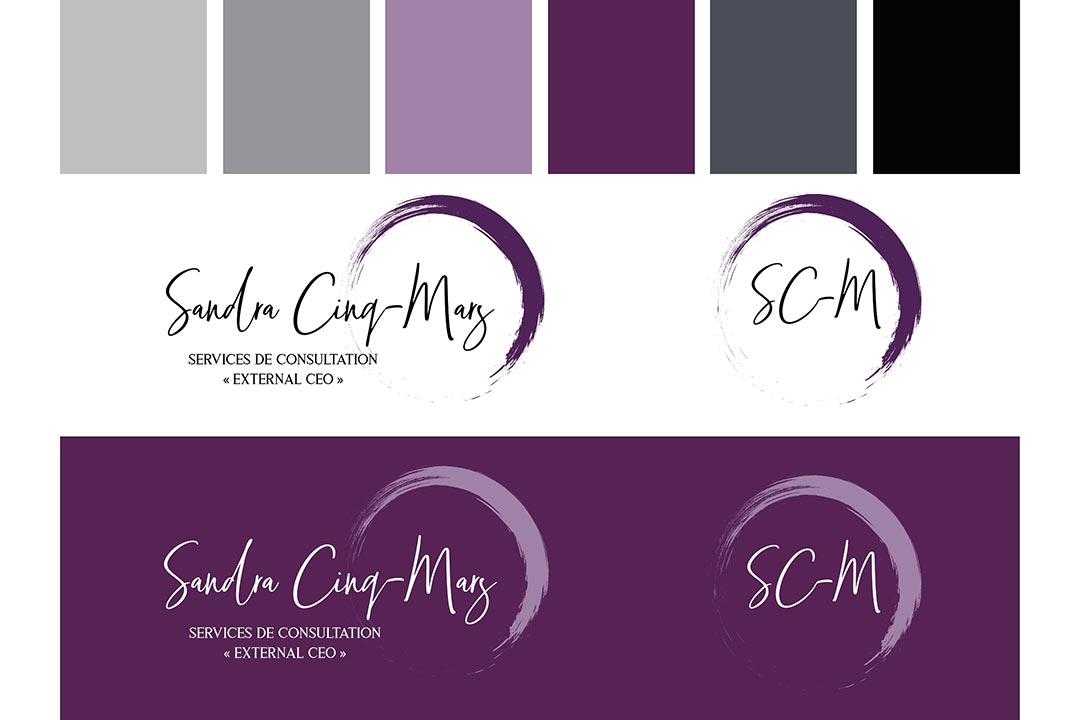 Sandra Cinq-Mars
SERVICES DE CONSULTATION
« EXTERNAL CEO »
SC-M
Sandra Cinq-Mars
SERVICES DE CONSULTATION
« EXTERNAL CEO »
SC-M